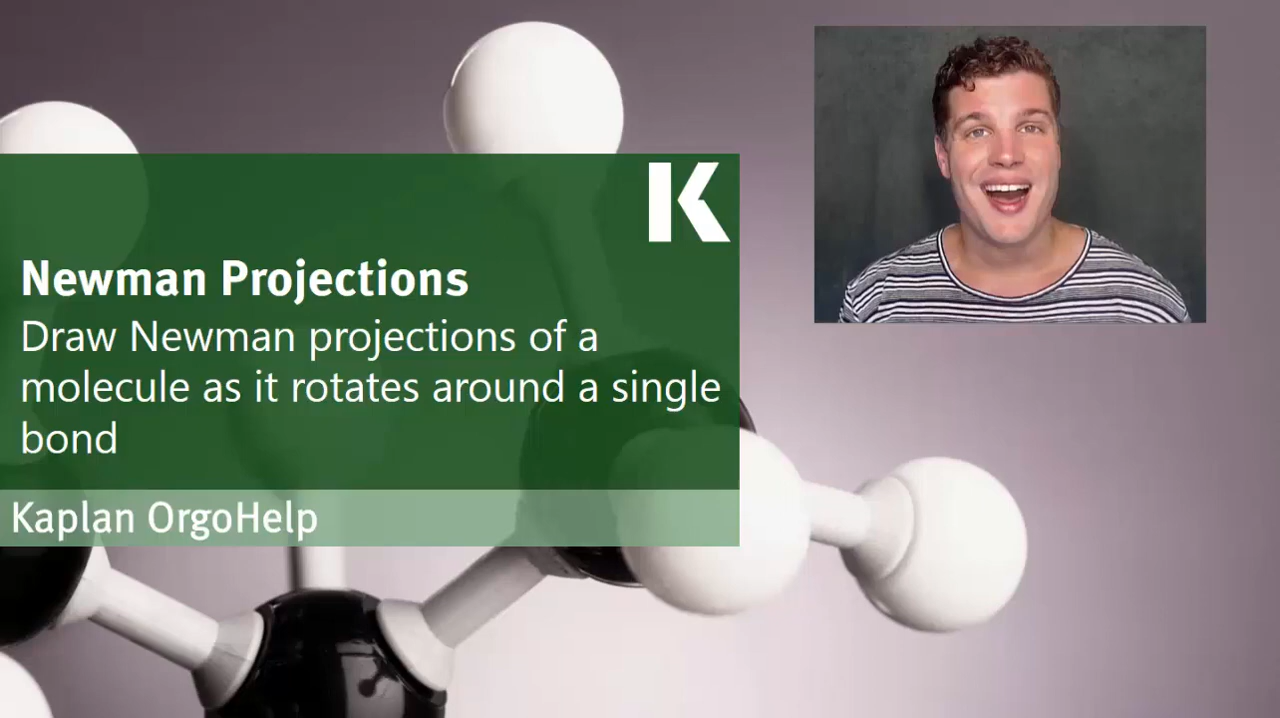 K
Newman Projections
Draw Newman projections of a
molecule as it rotates around a single
bond
Kaplan OrgoHelp